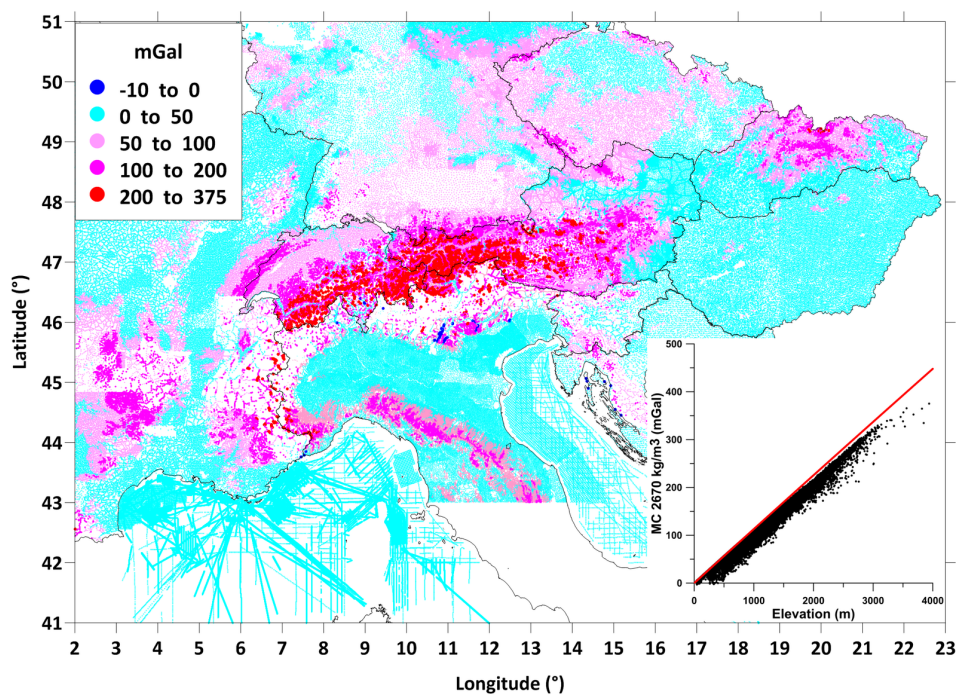 51
50
49
48
47
46
45
44
43
42
41
Latitude (°)
mGal
-10 to 0
0 to 50
50 to 100
100 to 200
200 to 375
500
400
300
200
100
0
MC 2670 kg/m³ (mGal)
0 1000 2000 3000 4000
Elevation (m)
2 3 4 5 6 7 8 9 10 11 12 13 14 15 16 17 18 19 20 21 22 23
Longitude (°)